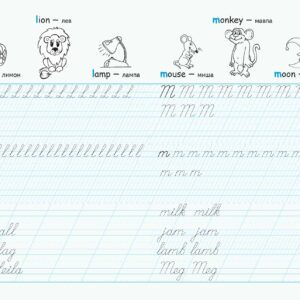 lion – лев
monkey – мавпа
лимон
lamp – лампа
mouse – миша
moon –
L L L L L L L L L L L
M M M M M M M M M M
M M M
l l l l l l l l l l l l l l l l l l l l
m m m m m m m m m m
m m m
milk milk
all
jam jam
lag
lamb lamb
leila
Meg Meg